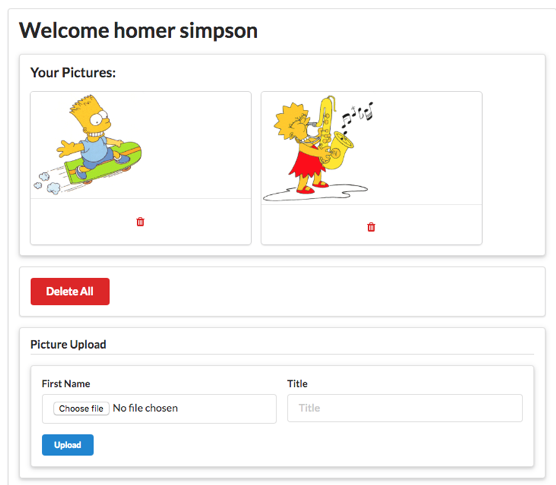 Welcome homer simpson
Your Pictures:
Delete All
Picture Upload
First Name
Title
Choose file No file chosen
Title
Upload